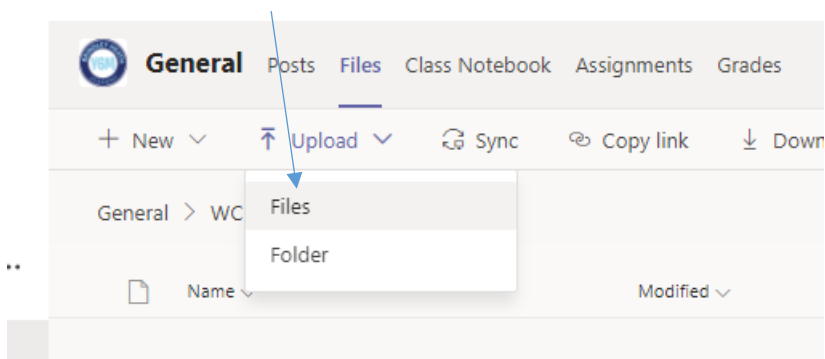 General Posts Files Class Notebook Assignments Grades
+ New Upload Sync Copy link Down
General > WC
Files
Folder
Name Modified